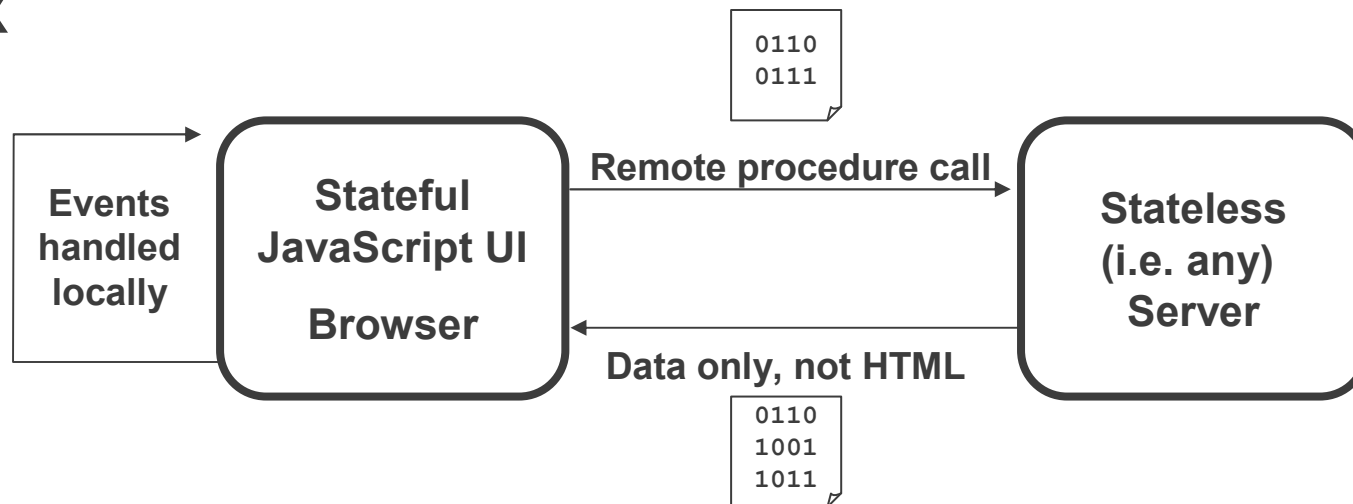 0110
0111
Remote procedure call
Events
handled
locally
Stateful
JavaScript UI
Browser
Stateless
(i.e. any)
Server
Data only, not HTML
0110
1001
1011